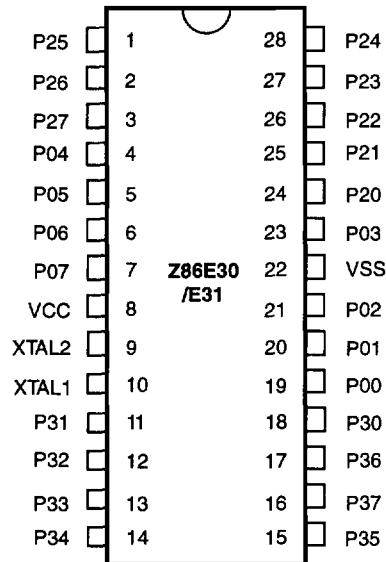 P25 1 28 P24
P26 2 27 P23
P27 3 26 P22
P04 4 25 P21
P05 5 24 P20
P06 6 23 P03
P07 7 Z86E30 22 VSS
/E31
VCC 8 21 P02
XTAL2 9 20 P01
XTAL1 10 19 P00
P31 11 18 P30
P32 12 17 P36
P33 13 16 P37
P34 14 15 P35